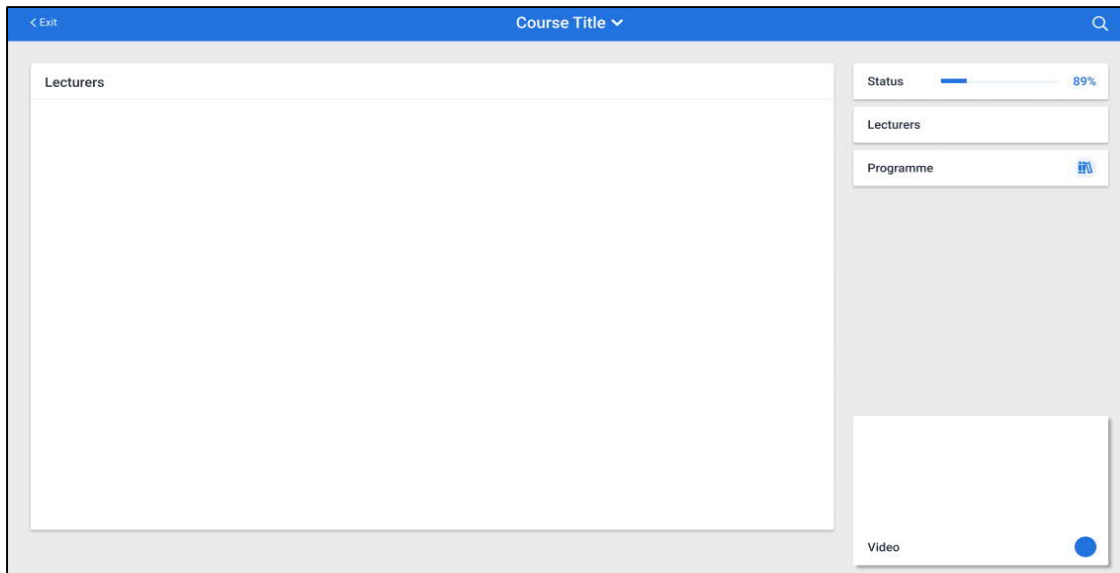 Exit
Course Title
Lecturers
Status 89%
Lecturers
Programme
Video